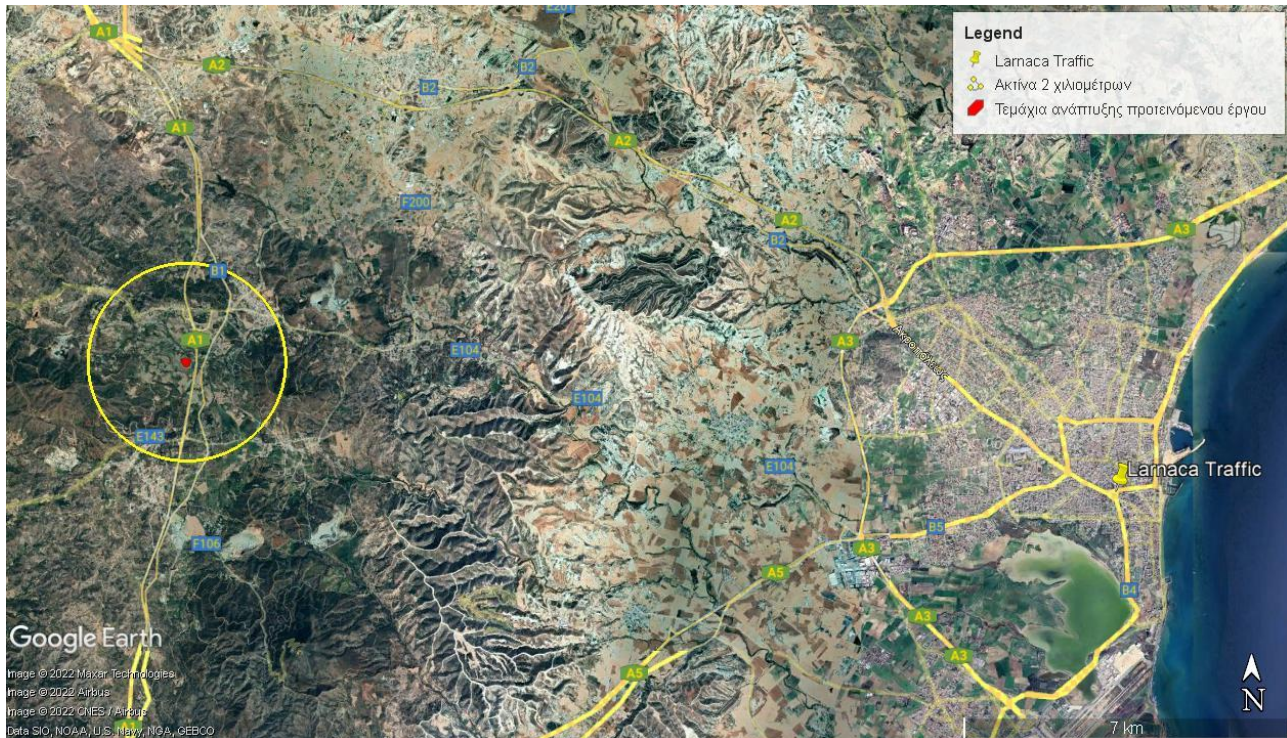 Legend
Larnaca Traffic
Ακτίνα 2 χιλιομέτρων
Τεμάχια ανάπτυξης προτεινόμενου έργου
E201
A1
A2
B2
B2
A1
A2
F200
A2
B2
A3
B1
A1
A3
E104
E104
E143
E104
Larnaca Traffic
B5
F106
A3
A5
B4
A3
A3
A5
A1
Google Earth
Image © 2022 Maxar Technologies
Image © 2022 Airbus
Image © 2022 CNES / Airbus
Data SIO, NOAA, U.S. Navy, NGA, GEBCO
N
7 km